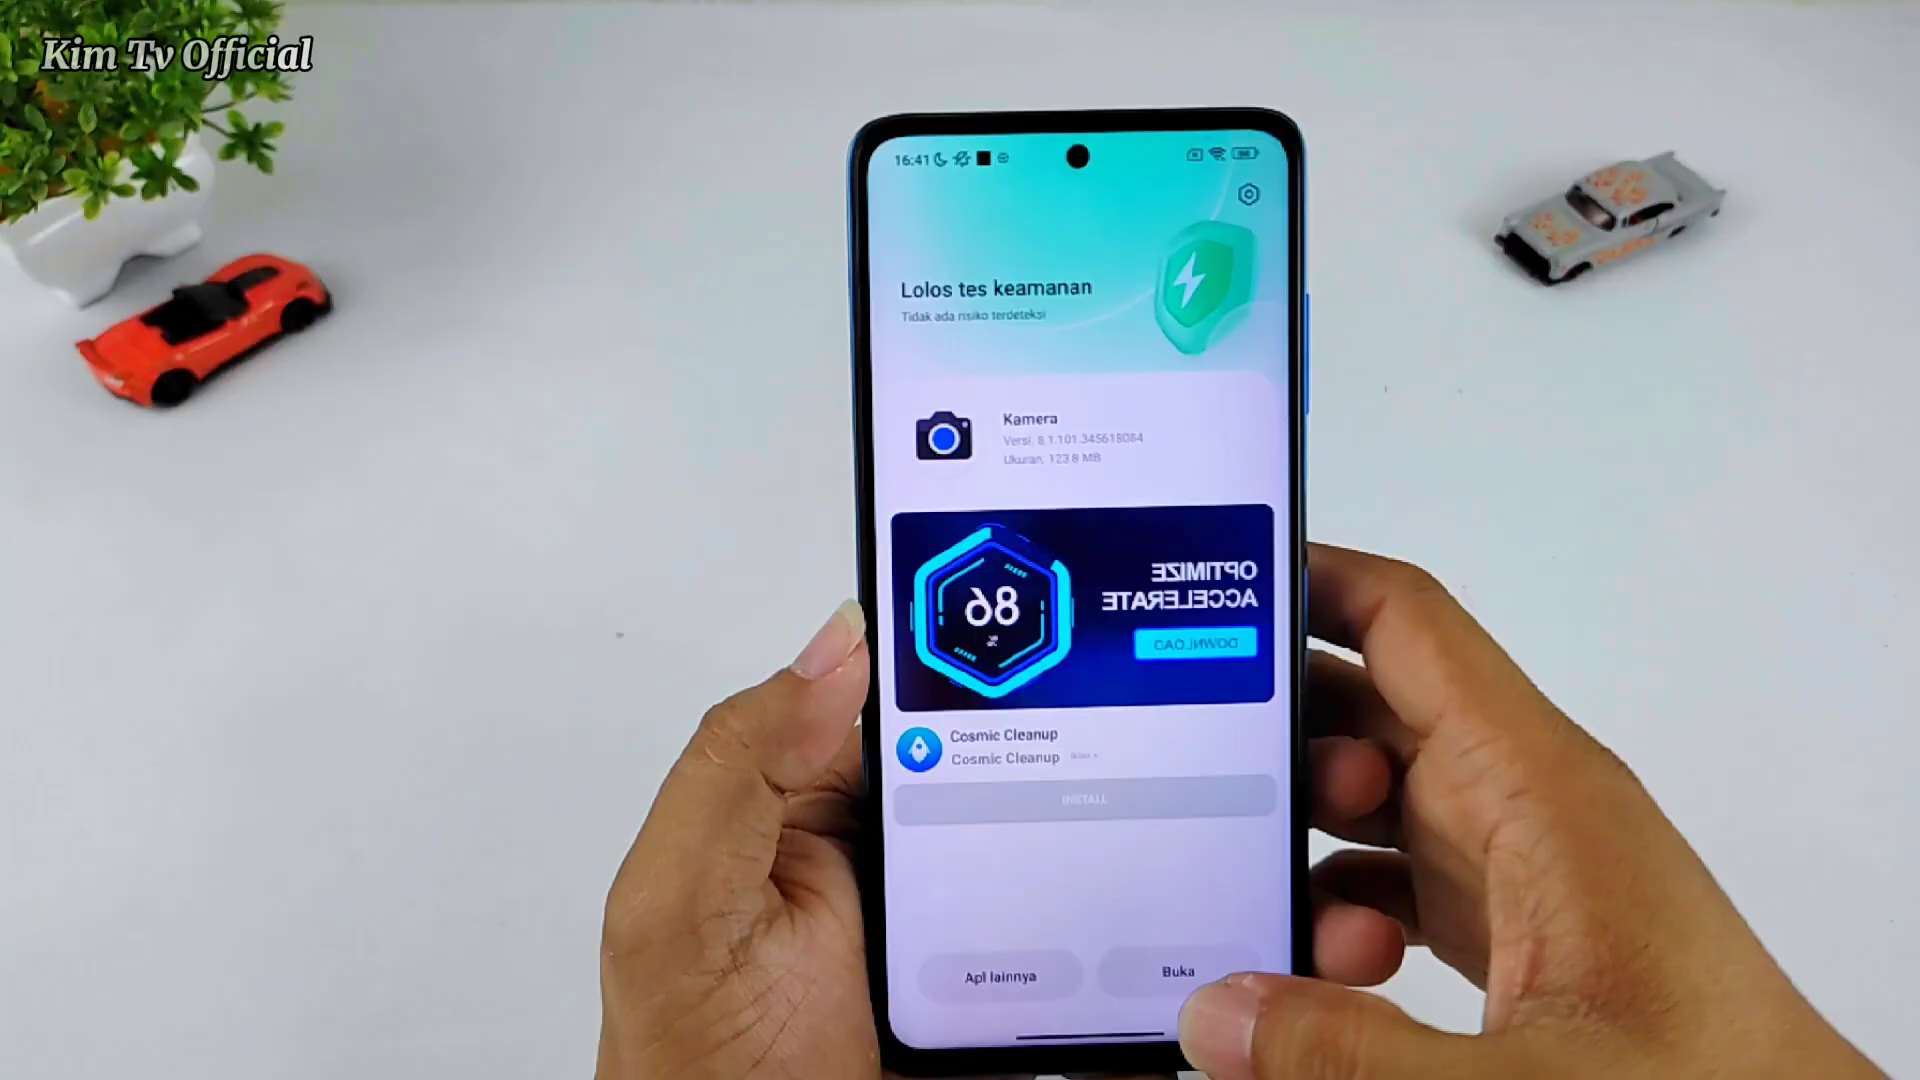 Kim Tv Official
16:41
Lolos tes keamanan
Tidak ada risiko terdeteksi
Kamera
Versi: 8.1.101.345618084
Ukuran: 123.8 MB
OPTIMIZE
ACCELERATE
DOWNLOAD
86
%
Cosmic Cleanup
Cosmic Cleanup
INSTALL
Apl lainnya
Buka